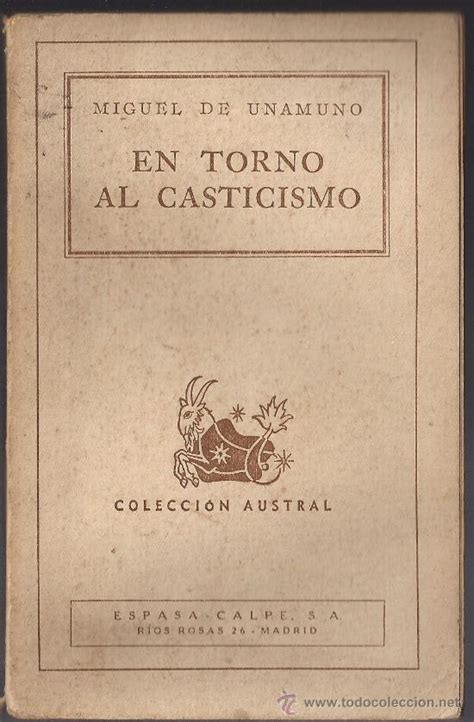 MIGUEL DE UNAMUNO
EN TORNO
AL CASTICISMO
COLECCIÓN AUSTRAL
ESPASA-CALPE, S. A.
RÍOS ROSAS 26 - MADRID
www.todocoleccion.net